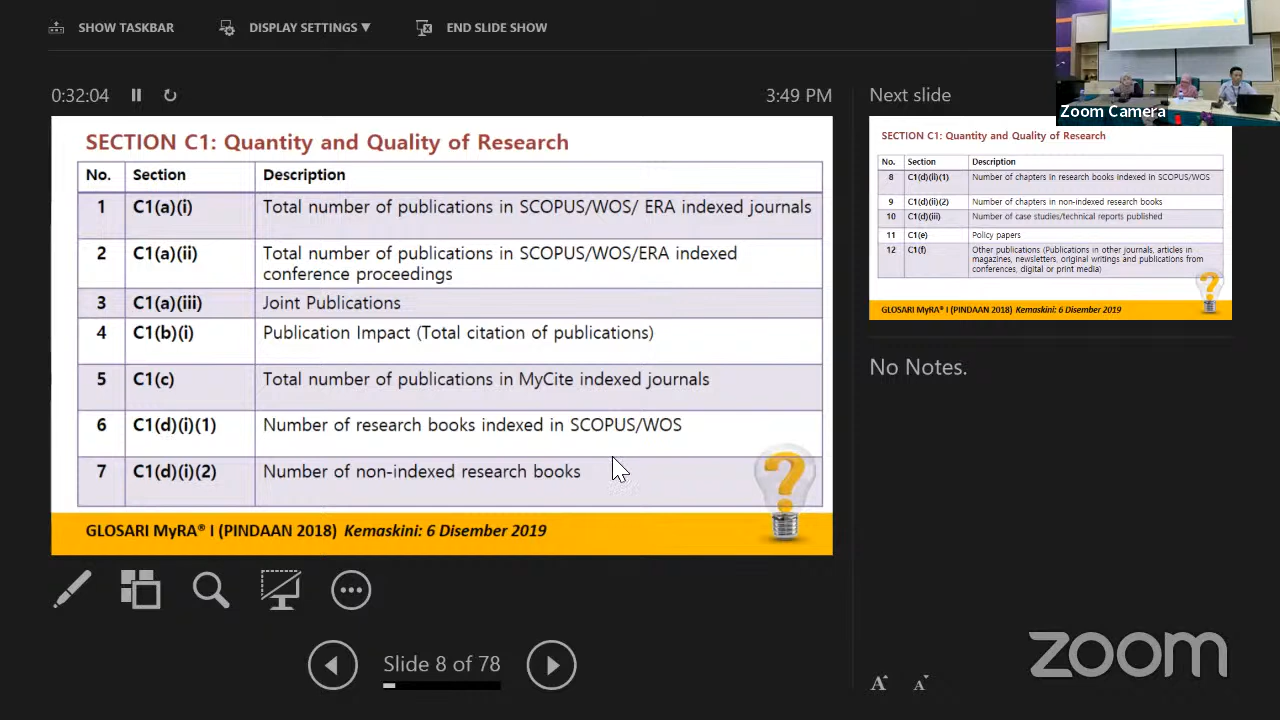 SHOW TASKBAR
DISPLAY SETTINGS ▼
END SLIDE SHOW
0:32:04
3:49 PM
SECTION C1: Quantity and Quality of Research
No. Section Description
1 C1(a)(i) Total number of publications in SCOPUS/WOS/ ERA indexed journals
2 C1(a)(ii) Total number of publications in SCOPUS/WOS/ERA indexed
conference proceedings
3 C1(a)(iii) Joint Publications
4 C1(b)(i) Publication Impact (Total citation of publications)
5 C1(c) Total number of publications in MyCite indexed journals
6 C1(d)(i)(1) Number of research books indexed in SCOPUS/WOS
7 C1(d)(i)(2) Number of non-indexed research books
?
GLOSARI MyRA® I (PINDAAN 2018) Kemaskini: 6 Disember 2019
Slide 8 of 78
Next slide
Zoom Camera
SECTION C1: Quantity and Quality of Research
No. Section Description
8 C1(d)(ii)(1) Number of chapters in research books indexed in SCOPUS/WOS
9 C1(d)(ii)(2) Number of chapters in non-indexed research books
10 C1(d)(iii) Number of case studies/technical reports published
11 C1(e) Policy papers
12 C1(f) Other publications (Publications in other journals, articles in
magazines, newsletters, original writings and publications from
conferences, digital or print media)
?
GLOSARI MyRA® I (PINDAAN 2018) Kemaskini: 6 Disember 2019
No Notes.
A A
zoom